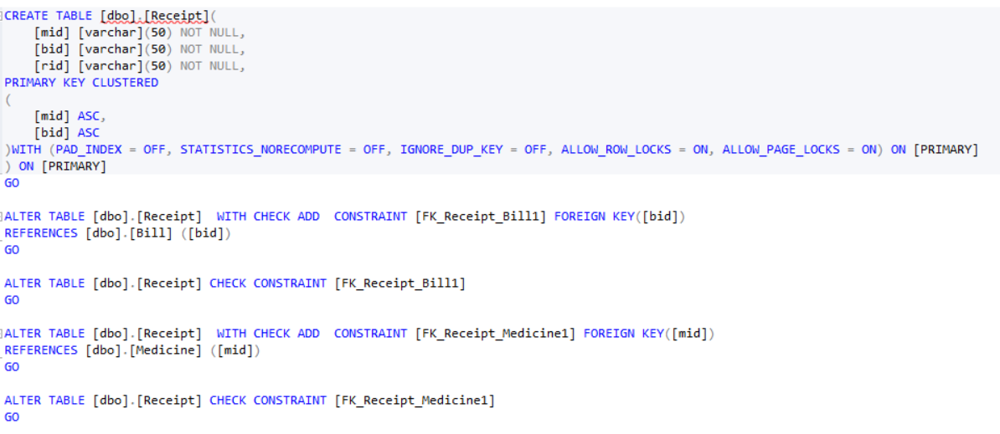 CREATE TABLE [dbo].[Receipt](
    [mid] [varchar](50) NOT NULL,
    [bid] [varchar](50) NOT NULL,
    [rid] [varchar](50) NOT NULL,
PRIMARY KEY CLUSTERED
(
    [mid] ASC,
    [bid] ASC
)WITH (PAD_INDEX = OFF, STATISTICS_NORECOMPUTE = OFF, IGNORE_DUP_KEY = OFF, ALLOW_ROW_LOCKS = ON, ALLOW_PAGE_LOCKS = ON) ON [PRIMARY]
) ON [PRIMARY]
GO

ALTER TABLE [dbo].[Receipt]  WITH CHECK ADD  CONSTRAINT [FK_Receipt_Bill1] FOREIGN KEY([bid])
REFERENCES [dbo].[Bill] ([bid])
GO

ALTER TABLE [dbo].[Receipt] CHECK CONSTRAINT [FK_Receipt_Bill1]
GO

ALTER TABLE [dbo].[Receipt]  WITH CHECK ADD  CONSTRAINT [FK_Receipt_Medicine1] FOREIGN KEY([mid])
REFERENCES [dbo].[Medicine] ([mid])
GO

ALTER TABLE [dbo].[Receipt] CHECK CONSTRAINT [FK_Receipt_Medicine1]
GO